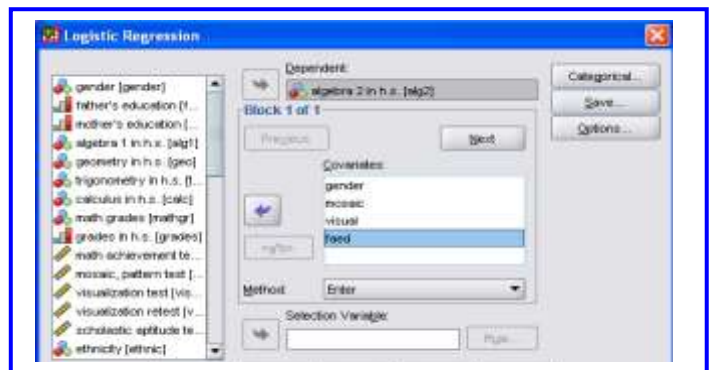 Logistic Regression
gender [gender]
father's education [f...
mother's education [...
algebra 1 in h.s. [alg1]
geometry in h.s. [geo]
trigonometry in h.s. [t...
calculus in h.s. [calc]
math grades [mathgr]
grades in h.s. [grades]
math achievement te...
mosaic, pattern test [...
visualization test [vis...
visualization retest [v...
scholastic aptitude te...
ethnicity [ethnic]
Dependent:
algebra 2 in h.s. [alg2]
Block 1 of 1
Previous
Next
Covariates:
gender
mosaic
visual
faed
>a*b>
Method:
Enter
Selection Variable:
Rule...
Categorical...
Save...
Options...